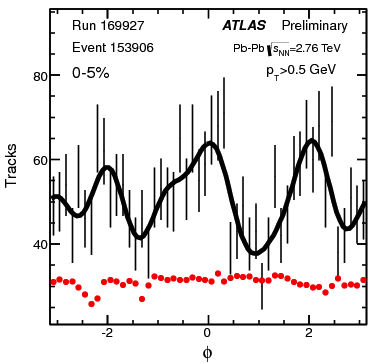 Run 169927 ATLAS Preliminary
Event 153906 Pb-Pb √sNN=2.76 TeV
0-5% pT>0.5 GeV
80
60
40
Tracks
-2 0 2
ϕ